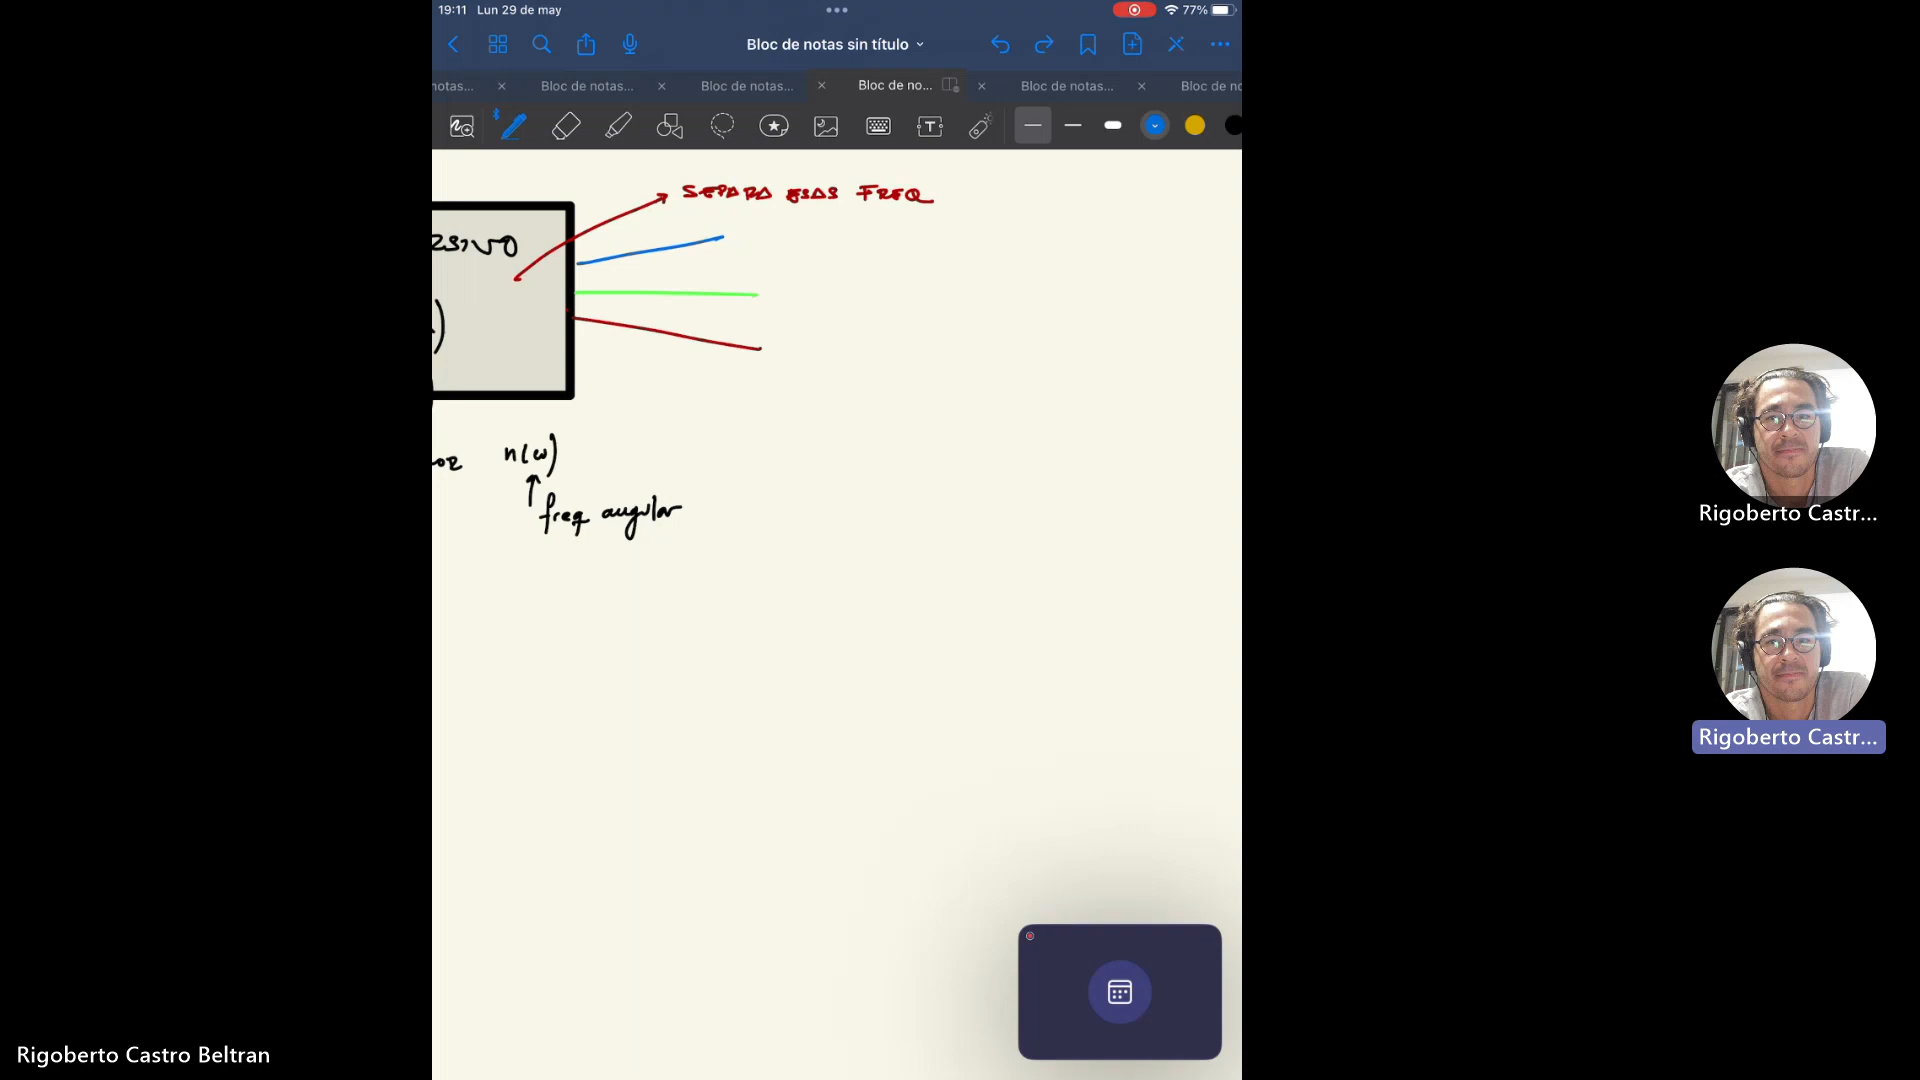 19:11 Lun 29 de may
77%
Bloc de notas sin título
notas... Bloc de notas... Bloc de notas... Bloc de no... Bloc de notas... Bloc de no
T
SEPARA ESAS FREQ
n(ω)
freq angular
Rigoberto Castr...
Rigoberto Castr...
Rigoberto Castro Beltran